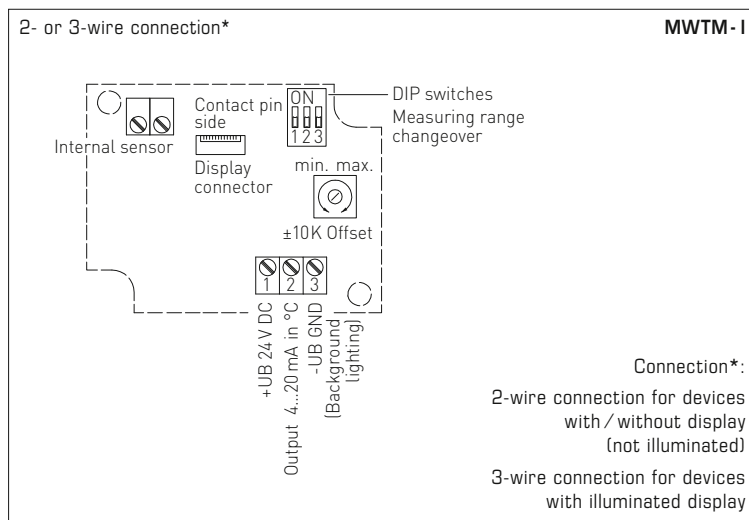 2- or 3-wire connection*
MWTM - I
ON
1 2 3
DIP switches
Measuring range
changeover
Contact pin
side
Internal sensor
Display
connector
min. max.
±10K Offset
1 2 3
+UB 24 V DC
Output 4...20 mA in °C
-UB GND
(Background
lighting)
Connection*:
2-wire connection for devices
with / without display
(not illuminated)
3-wire connection for devices
with illuminated display